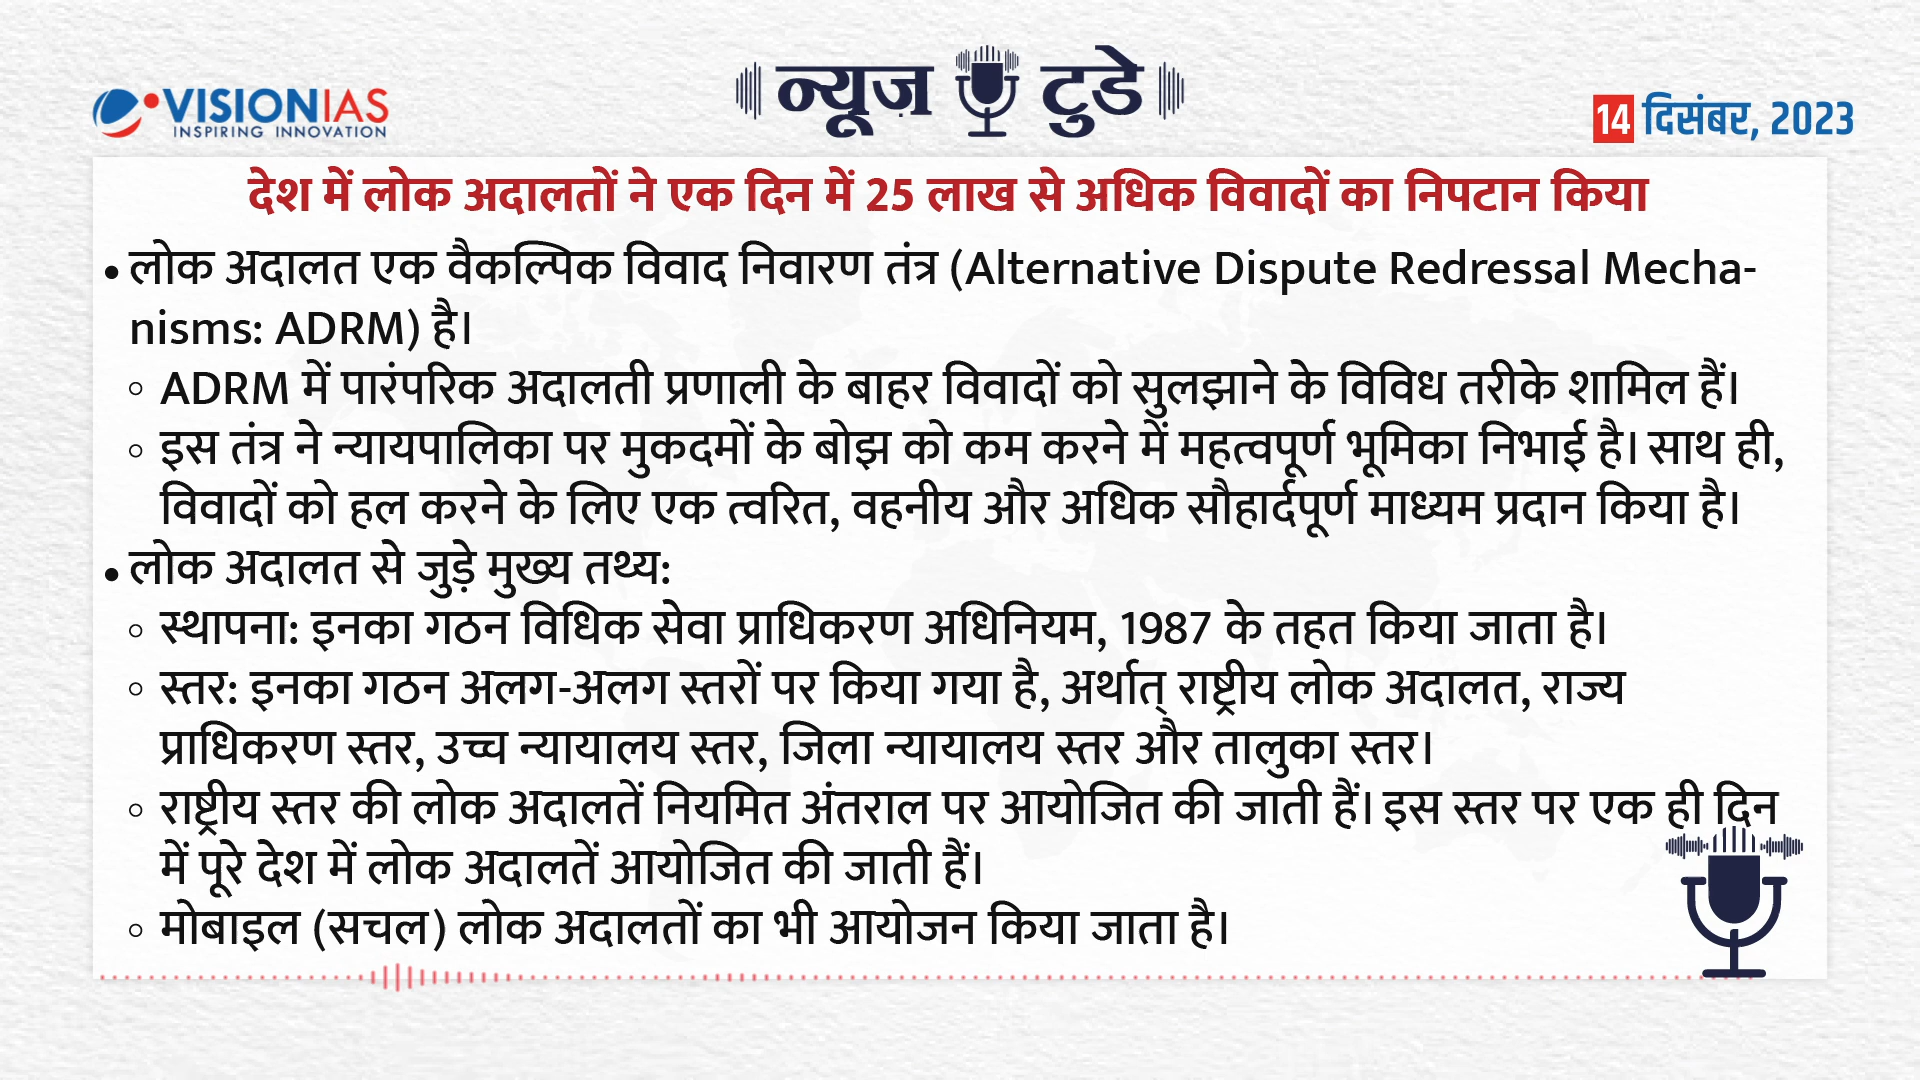 VISIONIAS
INSPIRING INNOVATION
न्यूज़ टुडे
14 दिसंबर, 2023
देश में लोक अदालतों ने एक दिन में 25 लाख से अधिक विवादों का निपटान किया
• लोक अदालत एक वैकल्पिक विवाद निवारण तंत्र (Alternative Dispute Redressal Mecha-
nisms: ADRM) है।
◦ ADRM में पारंपरिक अदालती प्रणाली के बाहर विवादों को सुलझाने के विविध तरीके शामिल हैं।
◦ इस तंत्र ने न्यायपालिका पर मुकदमों के बोझ को कम करने में महत्वपूर्ण भूमिका निभाई है। साथ ही,
विवादों को हल करने के लिए एक त्वरित, वहनीय और अधिक सौहार्दपूर्ण माध्यम प्रदान किया है।
• लोक अदालत से जुड़े मुख्य तथ्य:
◦ स्थापना: इनका गठन विधिक सेवा प्राधिकरण अधिनियम, 1987 के तहत किया जाता है।
◦ स्तर: इनका गठन अलग-अलग स्तरों पर किया गया है, अर्थात् राष्ट्रीय लोक अदालत, राज्य
प्राधिकरण स्तर, उच्च न्यायालय स्तर, जिला न्यायालय स्तर और तालुका स्तर।
◦ राष्ट्रीय स्तर की लोक अदालतें नियमित अंतराल पर आयोजित की जाती हैं। इस स्तर पर एक ही दिन
में पूरे देश में लोक अदालतें आयोजित की जाती हैं।
◦ मोबाइल (सचल) लोक अदालतों का भी आयोजन किया जाता है।